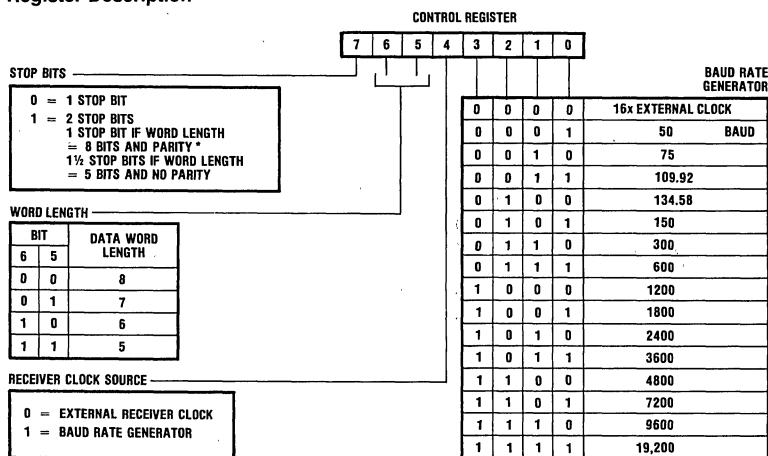 Register Description
CONTROL REGISTER
7 6 5 4 3 2 1 0
STOP BITS
0 = 1 STOP BIT
1 = 2 STOP BITS
1 STOP BIT IF WORD LENGTH
= 8 BITS AND PARITY *
1½ STOP BITS IF WORD LENGTH
= 5 BITS AND NO PARITY
WORD LENGTH
BIT DATA WORD
LENGTH
6 5
0 0 8
0 1 7
1 0 6
1 1 5
RECEIVER CLOCK SOURCE
0 = EXTERNAL RECEIVER CLOCK
1 = BAUD RATE GENERATOR
BAUD RATE
GENERATOR
0 0 0 0 16x EXTERNAL CLOCK
0 0 0 1 50 BAUD
0 0 1 0 75
0 0 1 1 109.92
0 1 0 0 134.58
0 1 0 1 150
0 1 1 0 300
0 1 1 1 600
1 0 0 0 1200
1 0 0 1 1800
1 0 1 0 2400
1 0 1 1 3600
1 1 0 0 4800
1 1 0 1 7200
1 1 1 0 9600
1 1 1 1 19,200